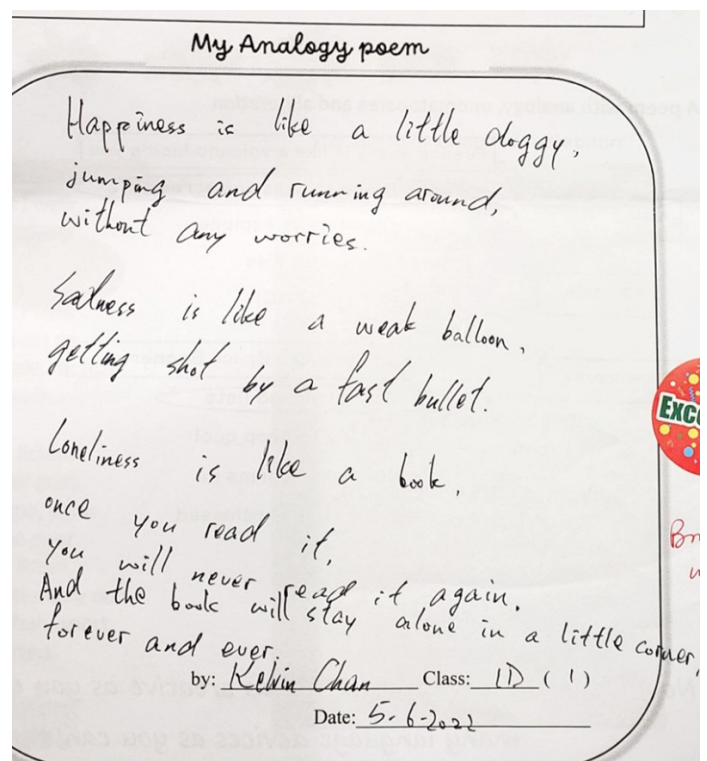 My Analogy poem
Happiness is like a little doggy,
jumping and running around,
without any worries.
Sadness is like a weak balloon,
getting shot by a fast bullet.
Loneliness is like a book,
once you read it,
you will never read it again.
And the book will stay alone in a little corner,
forever and ever.
by: Kelvin Chan Class: 1D (1)
Date: 5-6-2022